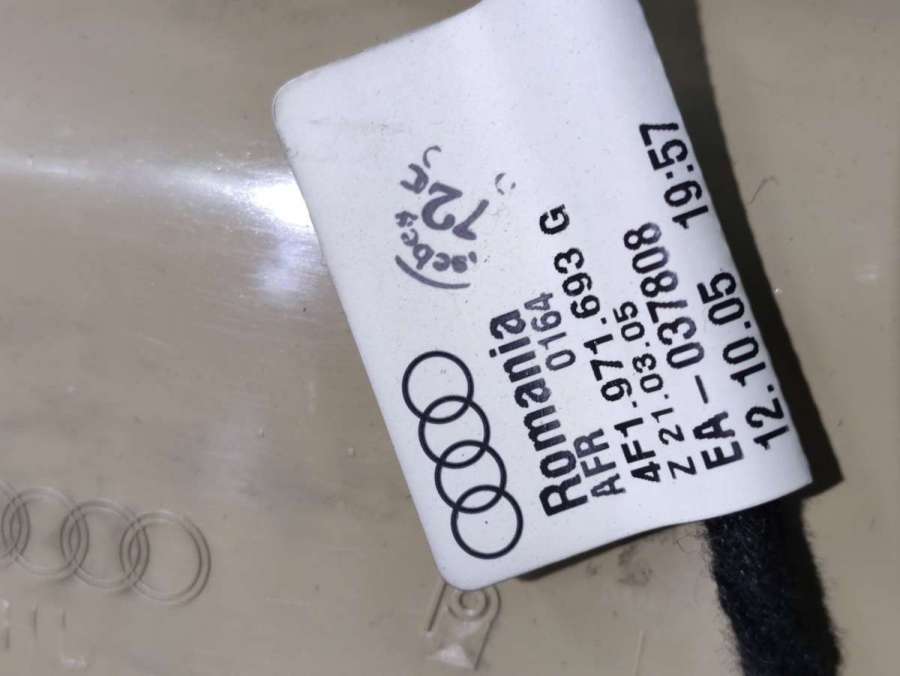 Romania
AFR 0164
4F1.971.693 G
Z 21.03.05
EA-037808
12.10.05 19:57